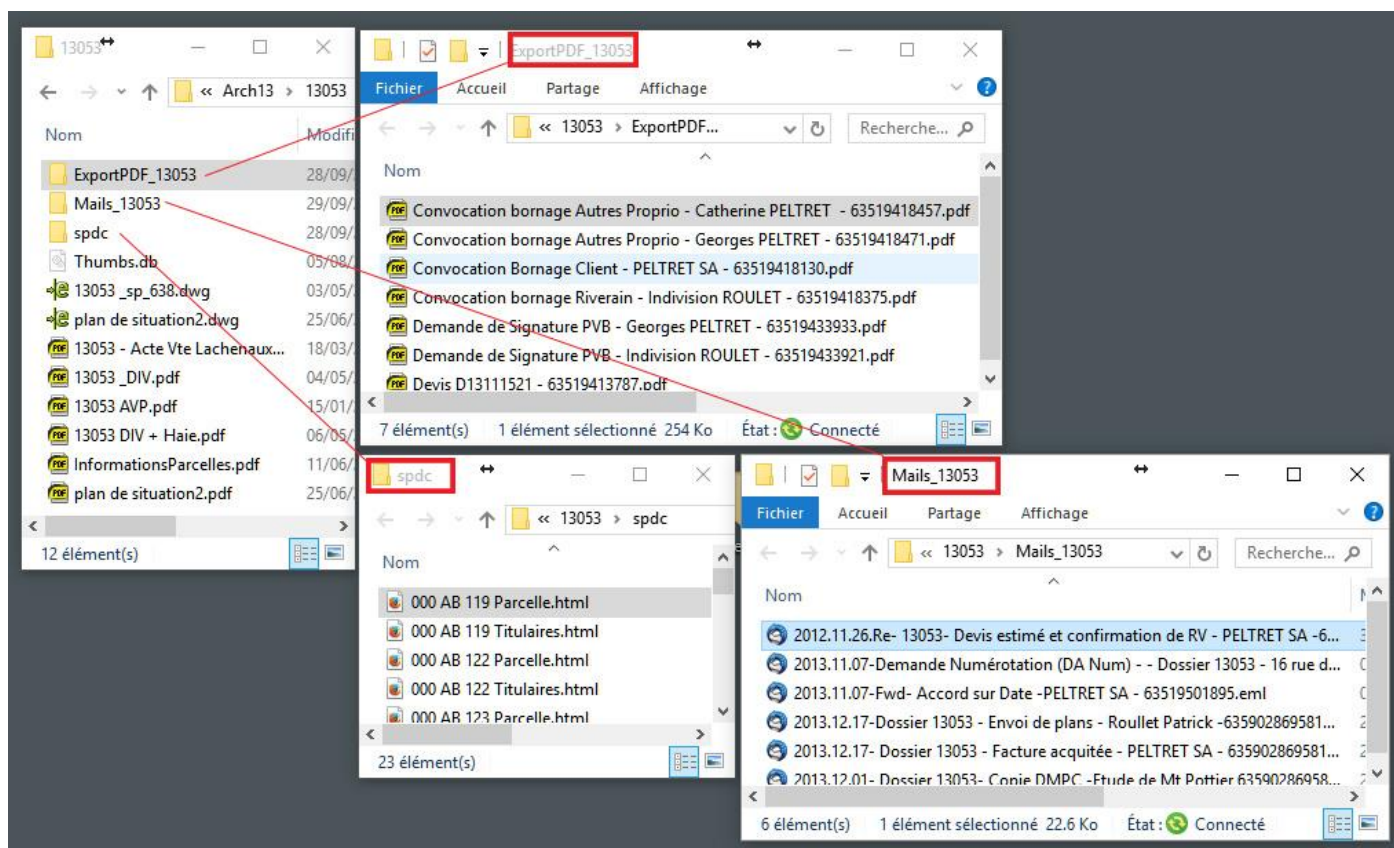 13053
« Arch13 > 13053
Nom
ExportPDF_13053 28/09/
Mails_13053 29/09/
spdc 28/09/
Thumbs.db 05/08/
13053 _sp_638.dwg 03/05/
plan de situation2.dwg 25/06/
13053 - Acte Vte Lachenaux... 18/03/
13053 _DIV.pdf 04/05/
13053 AVP.pdf 15/01/
13053 DIV + Haie.pdf 06/05/
InformationsParcelles.pdf 11/06/
plan de situation2.pdf 25/06/
12 élément(s)
ExportPDF_13053
Fichier Accueil Partage Affichage
« 13053 > ExportPDF... Recherche...
Nom
Convocation bornage Autres Proprio - Catherine PELTRET - 63519418457.pdf
Convocation bornage Autres Proprio - Georges PELTRET - 63519418471.pdf
Convocation Bornage Client - PELTRET SA - 63519418130.pdf
Convocation bornage Riverain - Indivision ROULET - 63519418375.pdf
Demande de Signature PVB - Georges PELTRET - 63519433933.pdf
Demande de Signature PVB - Indivision ROULET - 63519433921.pdf
Devis D13111521 - 63519413787.pdf
7 élément(s) 1 élément sélectionné 254 Ko État : Connecté
spdc
« 13053 > spdc
Nom
000 AB 119 Parcelle.html
000 AB 119 Titulaires.html
000 AB 122 Parcelle.html
000 AB 122 Titulaires.html
000 AB 123 Parcelle.html
23 élément(s)
Mails_13053
Fichier Accueil Partage Affichage
« 13053 > Mails_13053 Recherche...
Nom
2012.11.26.Re- 13053- Devis estimé et confirmation de RV - PELTRET SA -6...
2013.11.07-Demande Numérotation (DA Num) - - Dossier 13053 - 16 rue d...
2013.11.07-Fwd- Accord sur Date -PELTRET SA - 63519501895.eml
2013.12.17-Dossier 13053 - Envoi de plans - Roullet Patrick -635902869581...
2013.12.17- Dossier 13053 - Facture acquitée - PELTRET SA - 635902869581...
2013.12.01- Dossier 13053- Copie DMPC -Etude de Mt Pottier 63590286958...
6 élément(s) 1 élément sélectionné 22.6 Ko État : Connecté